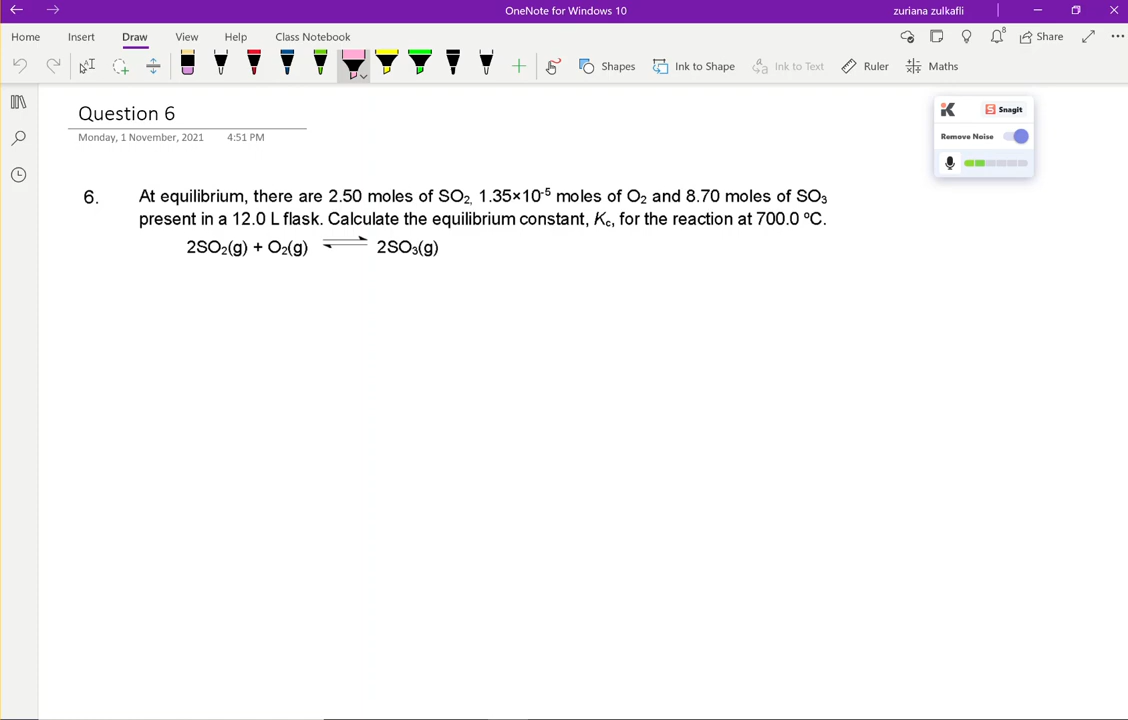 OneNote for Windows 10
zuriana zulkafli
Home Insert Draw View Help Class Notebook
8 Share
Shapes Ink to Shape Ink to Text Ruler Maths
Question 6
Monday, 1 November, 2021 4:51 PM
Snagit
Remove Noise
6. At equilibrium, there are 2.50 moles of SO₂, 1.35×10⁻⁵ moles of O₂ and 8.70 moles of SO₃
present in a 12.0 L flask. Calculate the equilibrium constant, Kc, for the reaction at 700.0 ºC.
2SO₂(g) + O₂(g) ⇌ 2SO₃(g)